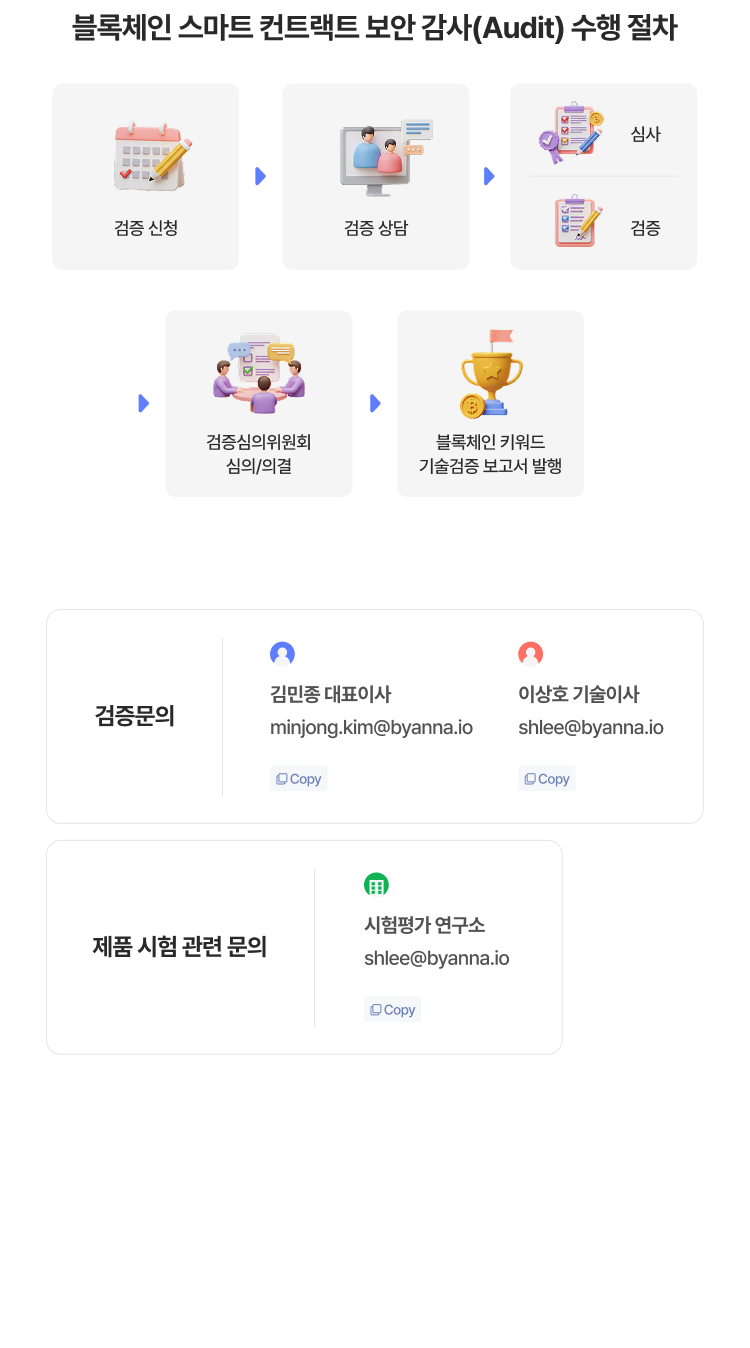 블록체인 스마트 컨트랙트 보안 감사(Audit) 수행 절차
검증 신청
검증 상담
심사
검증
검증심의위원회
심의/의결
블록체인 키워드
기술검증 보고서 발행
검증문의
김민종 대표이사
minjong.kim@byanna.io
Copy
이상호 기술이사
shlee@byanna.io
Copy
제품 시험 관련 문의
시험평가 연구소
shlee@byanna.io
Copy